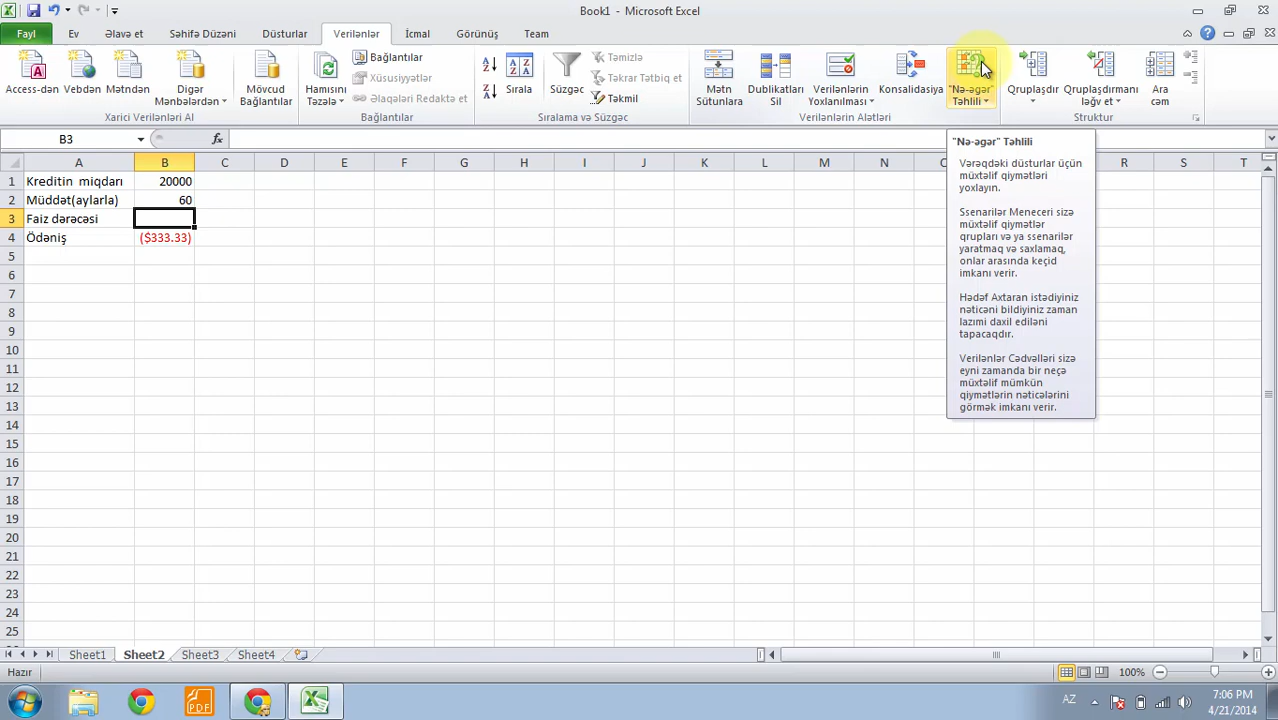 Book1 - Microsoft Excel
Fayl Ev Əlavə et Səhifə Düzəni Düsturlar Verilənlər İcmal Görünüş Team
Access-dən Vebdən Mətndən Digər Mənbələrdən Mövcud Bağlantılar
Xarici Verilənləri Al
Hamısını Təzələ
Bağlantılar
Xüsusiyyətlər
Əlaqələri Redaktə et
Bağlantılar
Sırala Süzgəc
Təmizlə
Təkrar Tətbiq et
Təkmil
Sıralama və Süzgəc
Mətn Sütunlara Dublikatları Sil Verilənlərin Yoxlanılması Konsalidasiya "Nə-əgər" Təhlili
Verilənlərin Alətləri
Qruplaşdır Qruplaşdırmanı ləğv et Ara cəm
Struktur
B3 fx
A B C D E F G H I J K L M N O R S T
1 Kreditin miqdarı 20000
2 Müddət(aylarla) 60
3 Faiz dərəcəsi
4 Ödəniş ($333.33)
5
6
7
8
9
10
11
12
13
14
15
16
17
18
19
20
21
22
23
24
25
"Nə-əgər" Təhlili
Vərəqdəki düsturlar üçün
müxtəlif qiymətləri
yoxlayın.
Ssenarilər Meneceri sizə
müxtəlif qiymətlər
qrupları və ya ssenarilər
yaratmaq və saxlamaq,
onlar arasında keçid
imkanı verir.
Hədəf Axtaran istədiyiniz
nəticəni bildiyiniz zaman
lazımi daxil ediləni
tapacaqdır.
Verilənlər Cədvəlləri sizə
eyni zamanda bir neçə
müxtəlif mümkün
qiymətlərin nəticələrini
görmək imkanı verir.
Sheet1 Sheet2 Sheet3 Sheet4
Hazır 100%
PDF
AZ
7:06 PM
4/21/2014